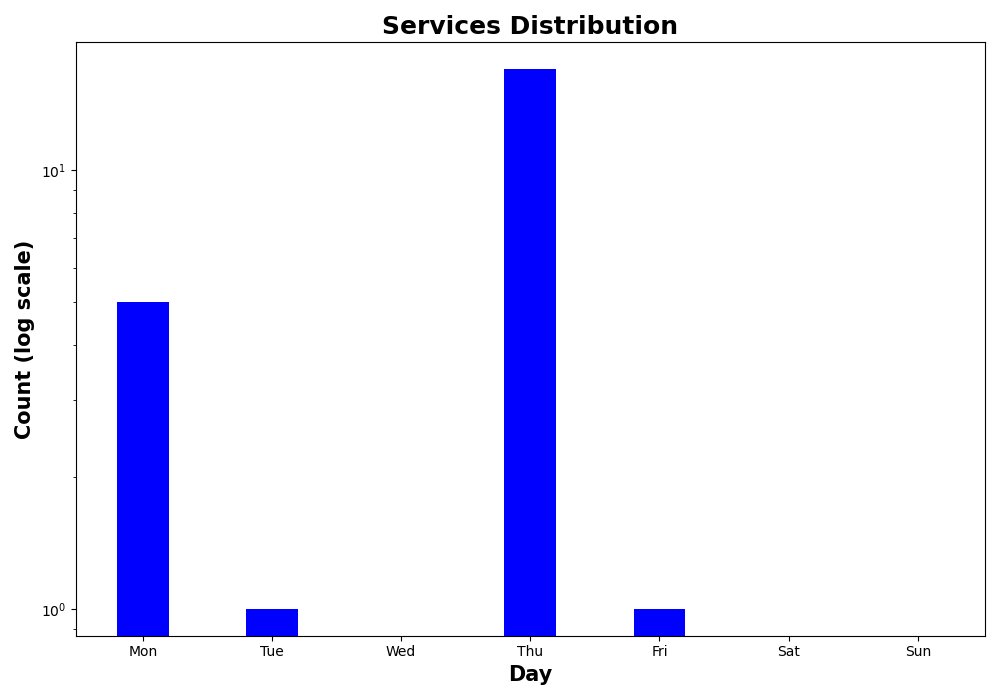 Services Distribution
Count (log scale)
10¹
10⁰
Mon Tue Wed Thu Fri Sat Sun
Day